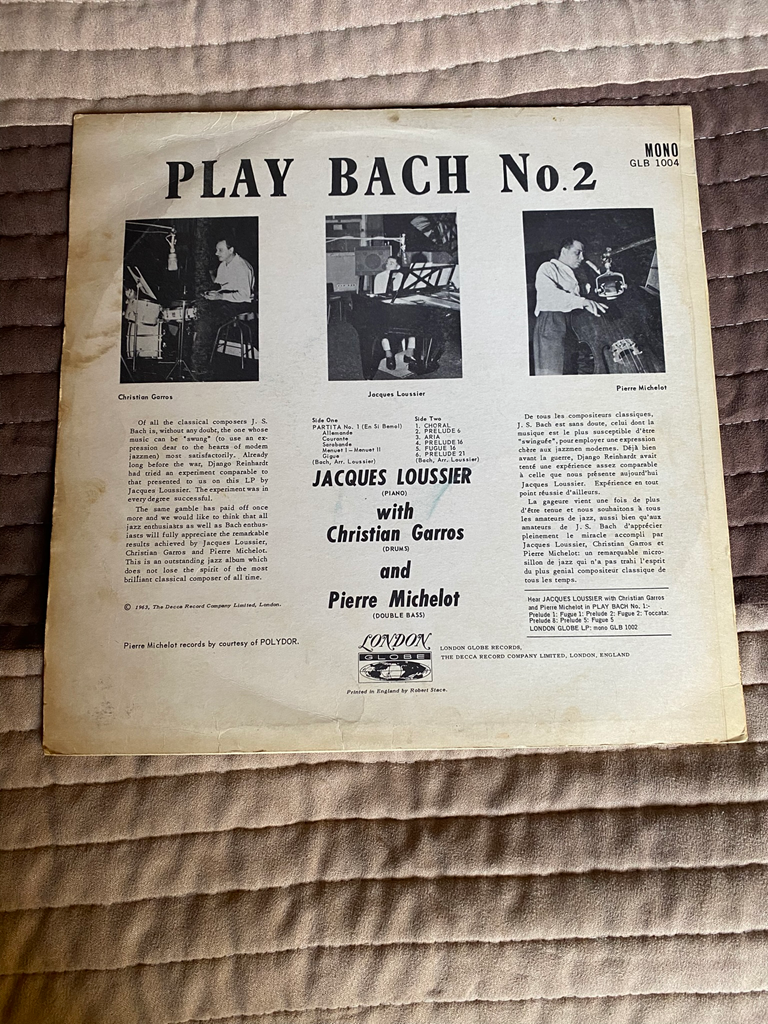 MONO
GLB 1004
PLAY BACH No.2
Christian Garros
Jacques Loussier
Pierre Michelot
Of all the classical composers J. S.
Bach is, without any doubt, the one whose
music can be "swung" (to use an ex-
pression dear to the hearts of modern
jazzmen) most satisfactorily. Already
long before the war, Django Reinhardt
had tried an experiment comparable to
that presented to us on this LP by
Jacques Loussier. The experiment was in
every degree successful.
The same gamble has paid off once
more and we would like to think that all
jazz enthusiasts as well as Bach enthus-
iasts will fully appreciate the remarkable
results achieved by Jacques Loussier,
Christian Garros and Pierre Michelot.
This is an outstanding jazz album which
does not lose the spirit of the most
brilliant classical composer of all time.
© 1963, The Decca Record Company Limited, London.
Pierre Michelot records by courtesy of POLYDOR.
Side One
PARTITA No. 1 (En Si Bemol)
Allemande
Courante
Sarabande
Menuet I – Menuet II
Gigue
(Bach, Arr. Loussier)
Side Two
1. CHORAL
2. PRELUDE 6
3. ARIA
4. PRELUDE 16
5. FUGUE 16
6. PRELUDE 21
(Bach, Arr. Loussier)
JACQUES LOUSSIER
(PIANO)
with
Christian Garros
(DRUMS)
and
Pierre Michelot
(DOUBLE BASS)
De tous les compositeurs classiques,
J. S. Bach est sans doute, celui dont la
musique est le plus susceptible d'être
"swinguée", pour employer une expression
chère aux jazzmen modernes. Déjà bien
avant la guerre, Django Reinhardt avait
tenté une expérience assez comparable
à celle que nous présente aujourd'hui
Jacques Loussier. Expérience en tout
point réussie d'ailleurs.
La gageure vient une fois de plus
d'être tenue et nous souhaitons à tous
les amateurs de jazz, aussi bien qu'aux
amateurs de J. S. Bach d'apprécier
pleinement le miracle accompli par
Jacques Loussier, Christian Garros et
Pierre Michelot: un remarquable micro-
sillon de jazz qui n'a pas trahi l'esprit
du plus genial compositeur classique de
tous les temps.
Hear JACQUES LOUSSIER with Christian Garros
and Pierre Michelot in PLAY BACH No. 1:-
Prelude 1: Fugue 1: Prelude 2: Fugue 2: Toccata:
Prelude 8: Prelude 5: Fugue 5
LONDON GLOBE LP: mono GLB 1002
LONDON
GLOBE
LONDON GLOBE RECORDS,
THE DECCA RECORD COMPANY LIMITED, LONDON, ENGLAND
Printed in England by Robert Stace.